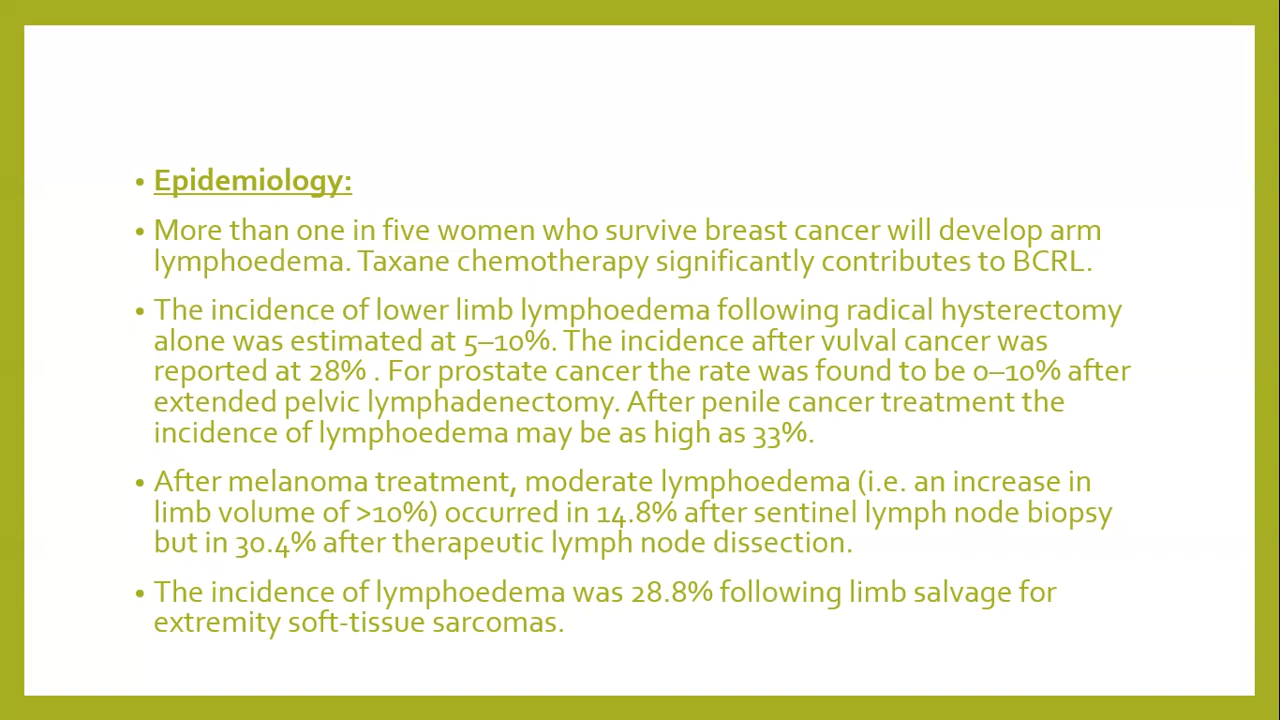 • Epidemiology:
• More than one in five women who survive breast cancer will develop arm
lymphoedema. Taxane chemotherapy significantly contributes to BCRL.
• The incidence of lower limb lymphoedema following radical hysterectomy
alone was estimated at 5–10%. The incidence after vulval cancer was
reported at 28% . For prostate cancer the rate was found to be 0–10% after
extended pelvic lymphadenectomy. After penile cancer treatment the
incidence of lymphoedema may be as high as 33%.
• After melanoma treatment, moderate lymphoedema (i.e. an increase in
limb volume of >10%) occurred in 14.8% after sentinel lymph node biopsy
but in 30.4% after therapeutic lymph node dissection.
• The incidence of lymphoedema was 28.8% following limb salvage for
extremity soft-tissue sarcomas.